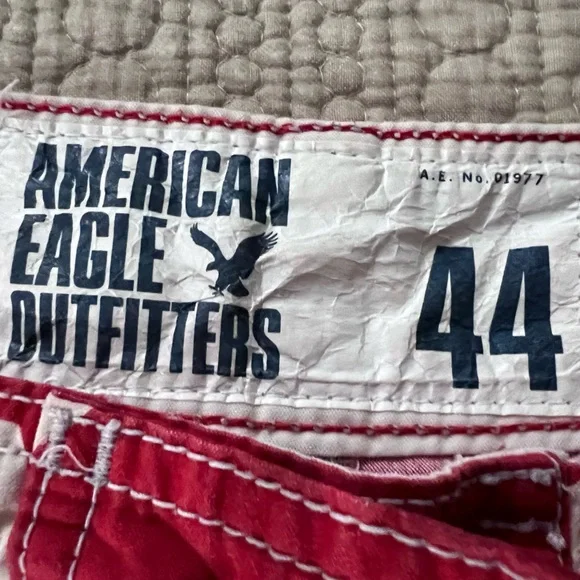 AMERICAN
EAGLE
OUTFITTERS
A.E. No. 01977
44